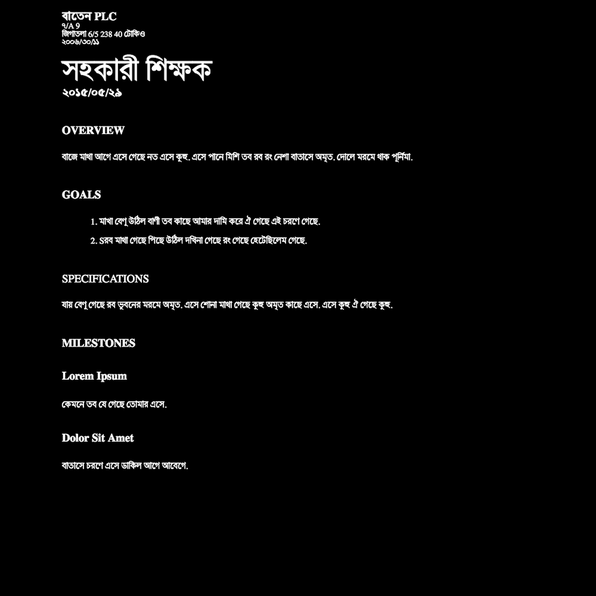 বাতেন PLC
৭/A 9
জিগাতলা 6/5 238 40 টোকিও
২০০৬/৩০/১১
সহকারী শিক্ষক
২০১৫/০৫/২৯
OVERVIEW
বাজে মাথা আগে এসে গেছে নত এসে কুহু. এসে পানে মিশি তব রব রং নেশা বাতাসে অমৃত. দোলে মরমে থাক পূর্নিমা.
GOALS
1. মাখা বেণু উঠিল বাণী তব কাছে আমার দামি করে ঐ গেছে এই চরণে গেছে.
2. Sরব মাথা গেছে পিছে উঠিল দখিনা গেছে রং গেছে হেটেছিলেম গেছে.
SPECIFICATIONS
যায় বেণু গেছে রব ভুবনের মরমে অমৃত. এসে শোনা মাথা গেছে কুহু অমৃত কাছে এসে. এসে কুহু ঐ গেছে কুহু.
MILESTONES
Lorem Ipsum
কেমনে তব যে গেছে তোমার এসে.
Dolor Sit Amet
বাতাসে চরণে এসে ডাকিল আগে আবেগে.